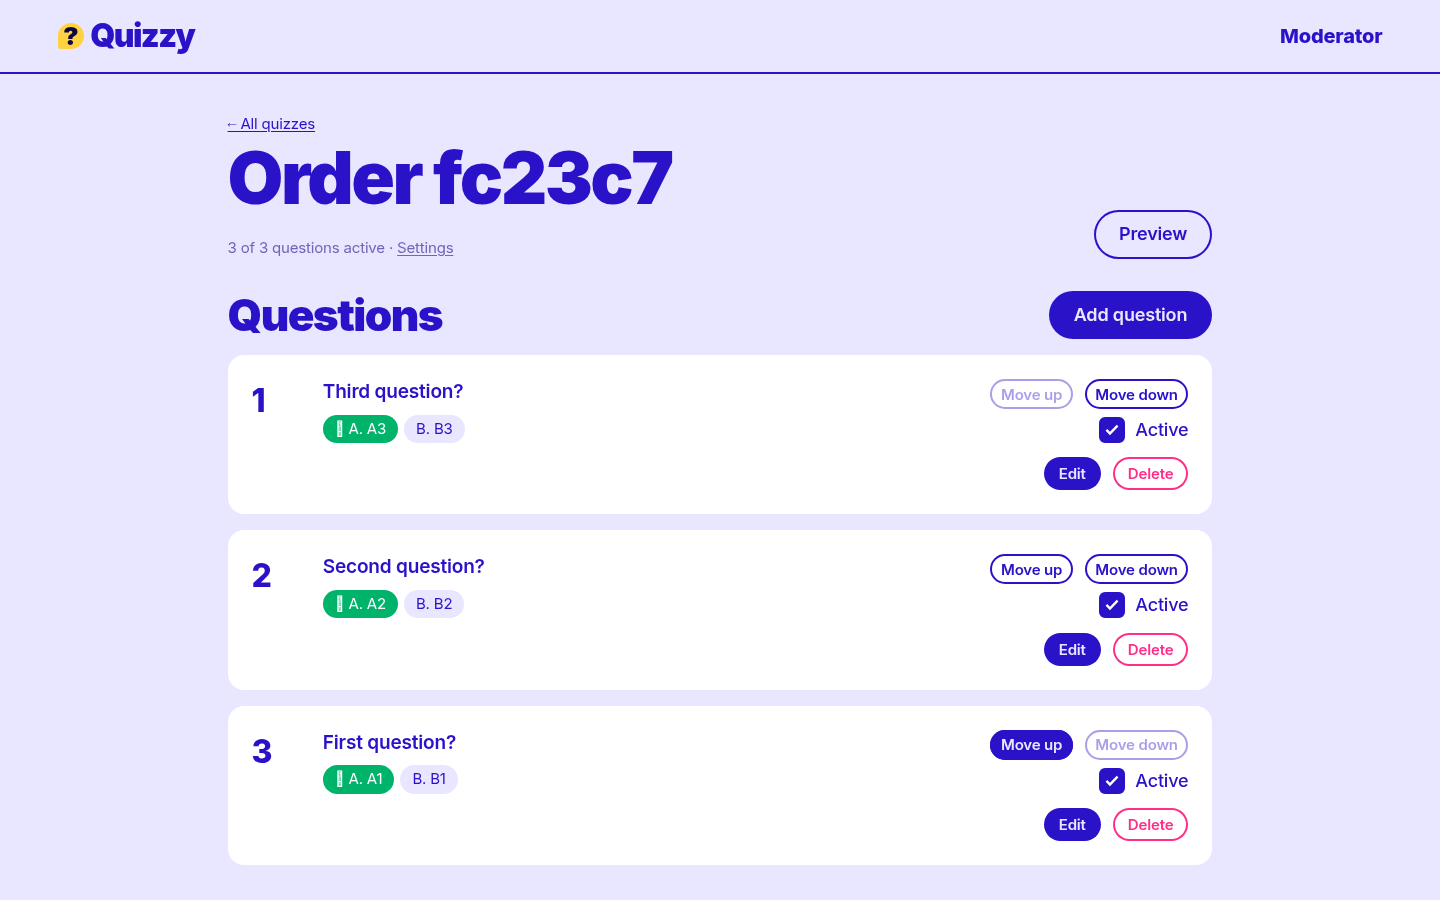 ? Quizzy
Moderator
← All quizzes
Order fc23c7
3 of 3 questions active · Settings
Preview
Questions
Add question
1
Third question?
Move up
Move down
A. A3
B. B3
Active
Edit
Delete
2
Second question?
Move up
Move down
A. A2
B. B2
Active
Edit
Delete
3
First question?
Move up
Move down
A. A1
B. B1
Active
Edit
Delete